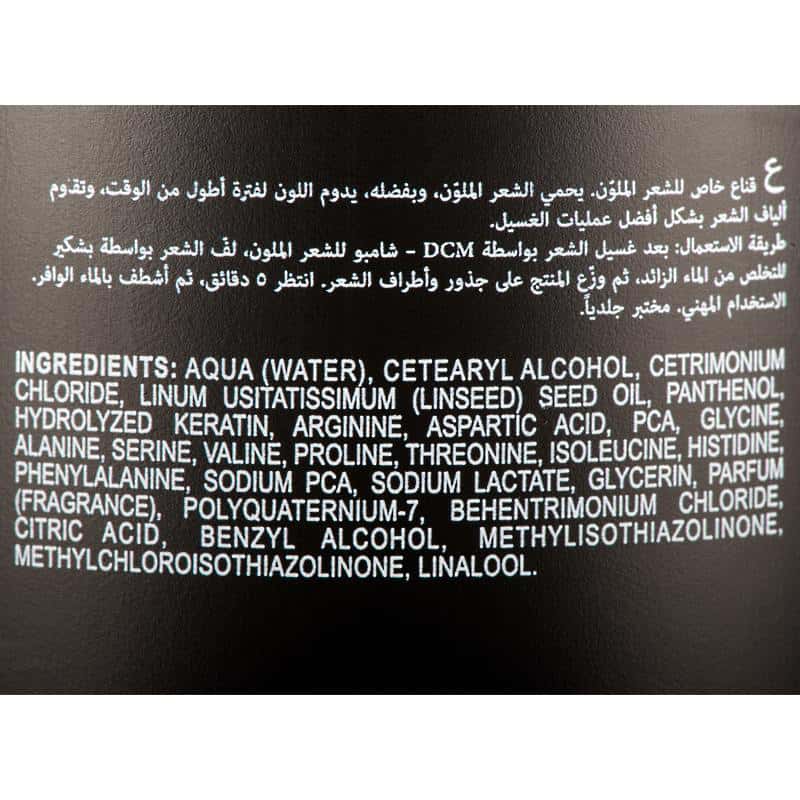 ع قناع خاص للشعر الملوّن. يحمي الشعر الملوّن، وبفضله، يدوم اللون لفترة أطول من الوقت، وتقاوم
ألياف الشعر بشكل أفضل عمليات الغسيل.
طريقة الاستعمال: بعد غسيل الشعر بواسطة DCM – شامبو للشعر الملون، لفّ الشعر بواسطة بشكير
للتخلص من الماء الزائد، ثم وزّع المنتج على جذور وأطراف الشعر. انتظر ٥ دقائق، ثم أشطف بالماء الوافر.
الاستخدام المهني. مختبر جلدياً.
INGREDIENTS: AQUA (WATER), CETEARYL ALCOHOL, CETRIMONIUM
CHLORIDE, LINUM USITATISSIMUM (LINSEED) SEED OIL, PANTHENOL,
HYDROLYZED KERATIN, ARGININE, ASPARTIC ACID, PCA, GLYCINE,
ALANINE, SERINE, VALINE, PROLINE, THREONINE, ISOLEUCINE, HISTIDINE,
PHENYLALANINE, SODIUM PCA, SODIUM LACTATE, GLYCERIN, PARFUM
(FRAGRANCE), POLYQUATERNIUM-7, BEHENTRIMONIUM CHLORIDE,
CITRIC ACID, BENZYL ALCOHOL, METHYLISOTHIAZOLINONE,
METHYLCHLOROISOTHIAZOLINONE, LINALOOL.